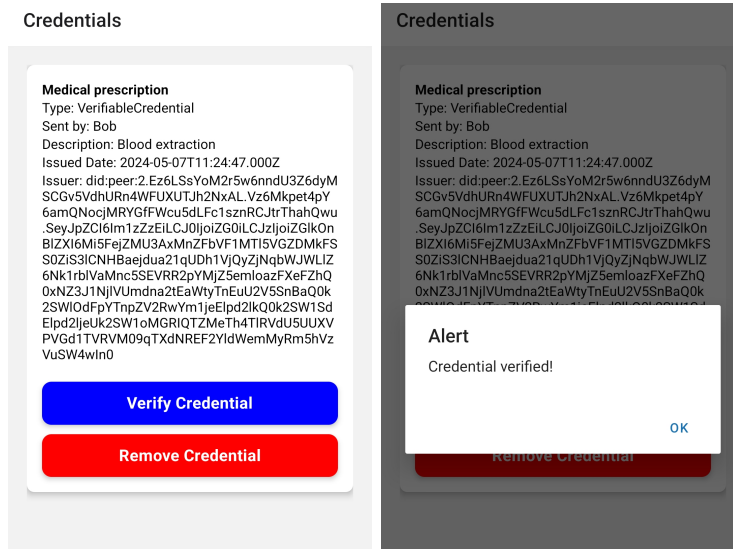 Credentials
Medical prescription
Type: VerifiableCredential
Sent by: Bob
Description: Blood extraction
Issued Date: 2024-05-07T11:24:47.000Z
Issuer: did:peer:2.Ez6LSsYoM2r5w6nndU3Z6dyM
SCGv5VdhURn4WFUXUTJh2NxAL.Vz6Mkpet4pY
6amQNocjMRYGfFWcu5dLFc1sznRCJtrThahQwu
.SeyJpZCI6Im1zZzEiLCJ0IjoiZG0iLCJzIjoiZGlkOn
BlZXI6Mi5FejZMU3AxMnZFbVF1MTl5VGZDMkFS
S0ZiS3lCNHBaejdua21qUDh1VjQyZjNqbWJWLlZ
6Nk1rblVaMnc5SEVRR2pYMjZ5emloazFXeFZhQ
0xNZ3J1NjlVUmdna2tEaWtyTnEuU2V5SnBaQ0k
2SWlOdFpYTnpZV2RwYm1jeElpd2lkQ0k2SW1Sd
Elpd2ljeUk2SW1oMGRIQTZMeTh4TlRVdU5UUXV
PVGd1TVRVM09qTXdNREF2YldWemMyRm5hVz
VuSW4wIn0
Verify Credential
Remove Credential
Credentials
Medical prescription
Type: VerifiableCredential
Sent by: Bob
Description: Blood extraction
Issued Date: 2024-05-07T11:24:47.000Z
Issuer: did:peer:2.Ez6LSsYoM2r5w6nndU3Z6dyM
SCGv5VdhURn4WFUXUTJh2NxAL.Vz6Mkpet4pY
6amQNocjMRYGfFWcu5dLFc1sznRCJtrThahQwu
.SeyJpZCI6Im1zZzEiLCJ0IjoiZG0iLCJzIjoiZGlkOn
BlZXI6Mi5FejZMU3AxMnZFbVF1MTl5VGZDMkFS
S0ZiS3lCNHBaejdua21qUDh1VjQyZjNqbWJWLlZ
6Nk1rblVaMnc5SEVRR2pYMjZ5emloazFXeFZhQ
0xNZ3J1NjlVUmdna2tEaWtyTnEuU2V5SnBaQ0k
Alert
Credential verified!
OK
Remove Credential